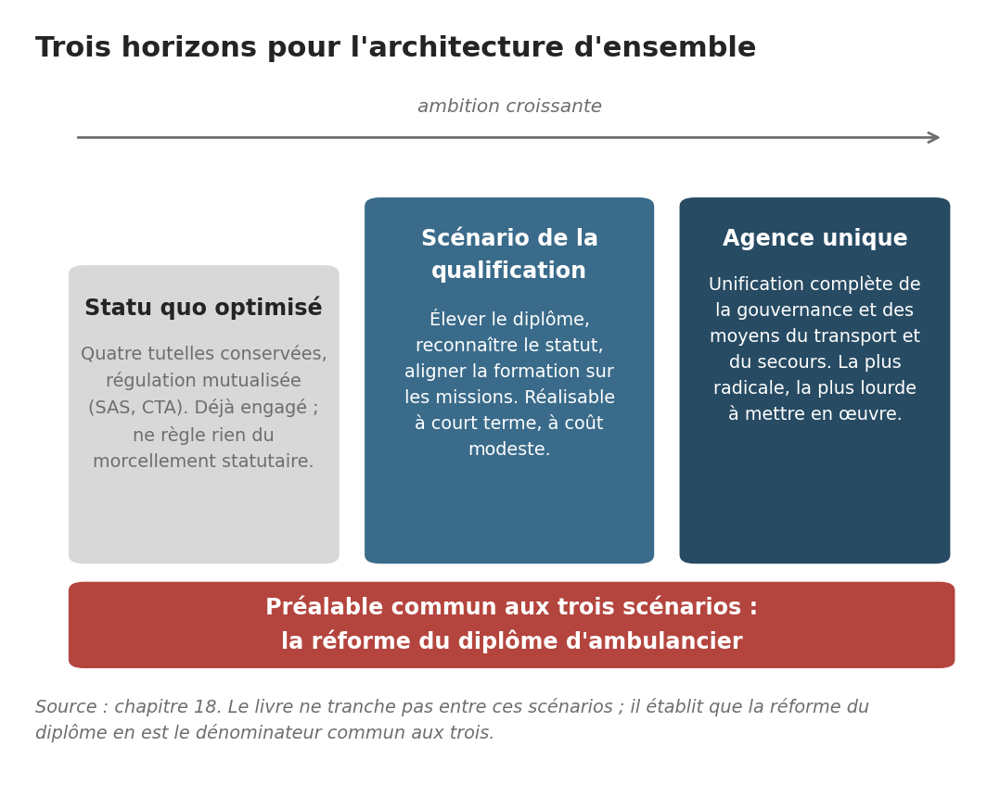 Trois horizons pour l'architecture d'ensemble
ambition croissante
Statu quo optimisé
Quatre tutelles conservées,
régulation mutualisée
(SAS, CTA). Déjà engagé ;
ne règle rien du
morcellement statutaire.
Scénario de la
qualification
Élever le diplôme,
reconnaître le statut,
aligner la formation sur
les missions. Réalisable
à court terme, à coût
modeste.
Agence unique
Unification complète de
la gouvernance et des
moyens du transport et
du secours. La plus
radicale, la plus lourde
à mettre en œuvre.
Préalable commun aux trois scénarios :
la réforme du diplôme d'ambulancier
Source : chapitre 18. Le livre ne tranche pas entre ces scénarios ; il établit que la réforme du
diplôme en est le dénominateur commun aux trois.